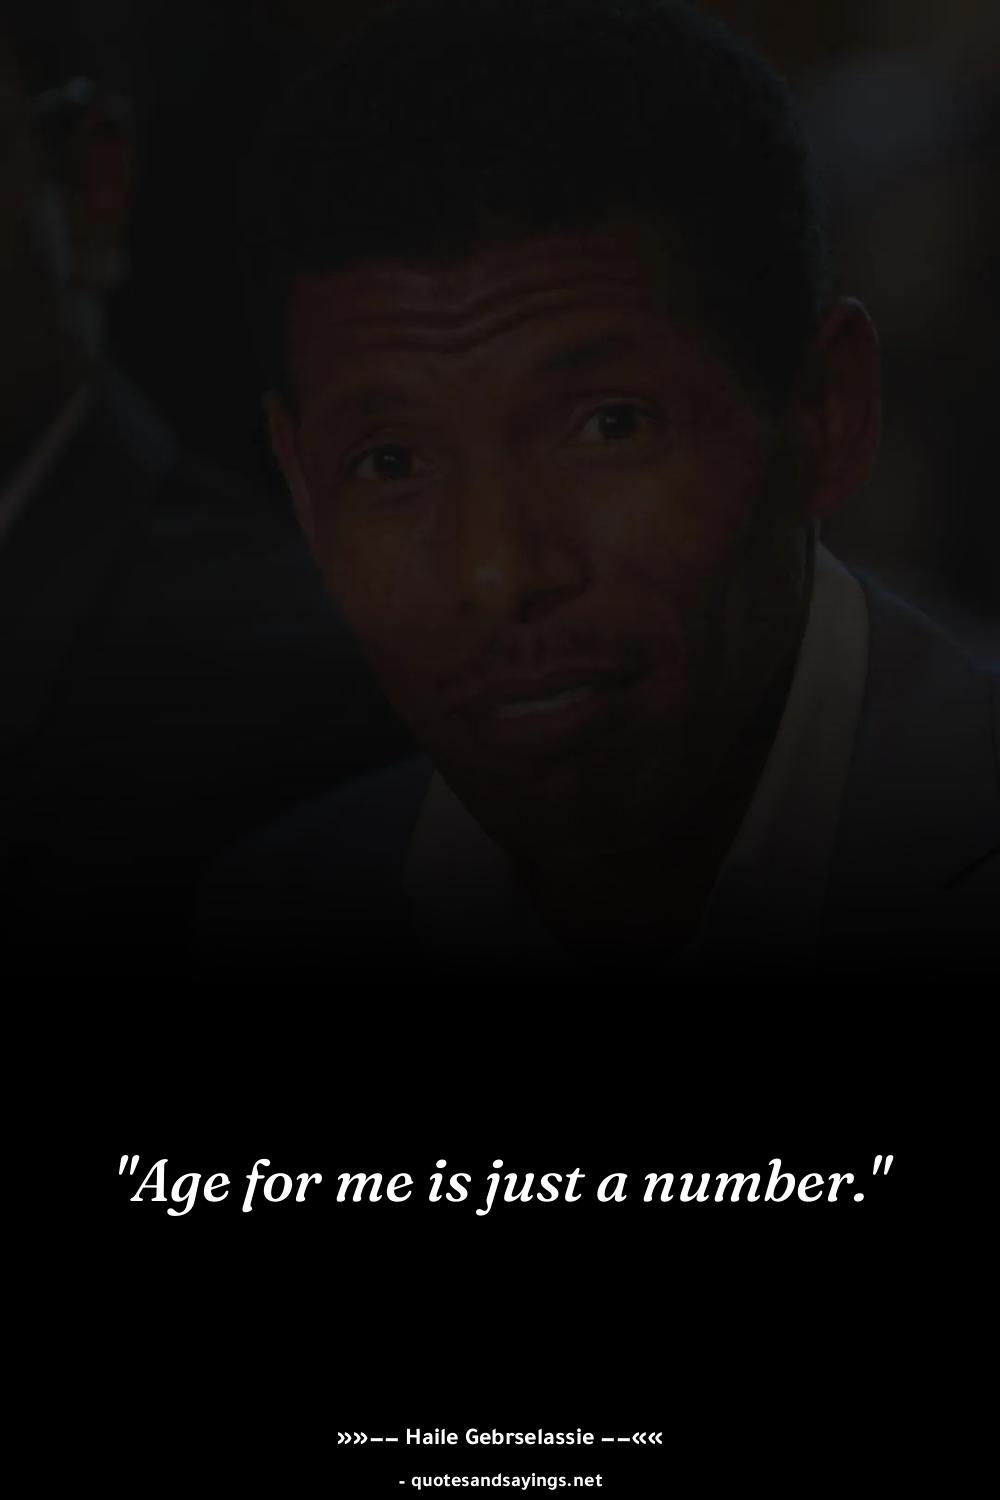 "Age for me is just a number."
»»–– Haile Gebrselassie ––««
- quotesandsayings.net